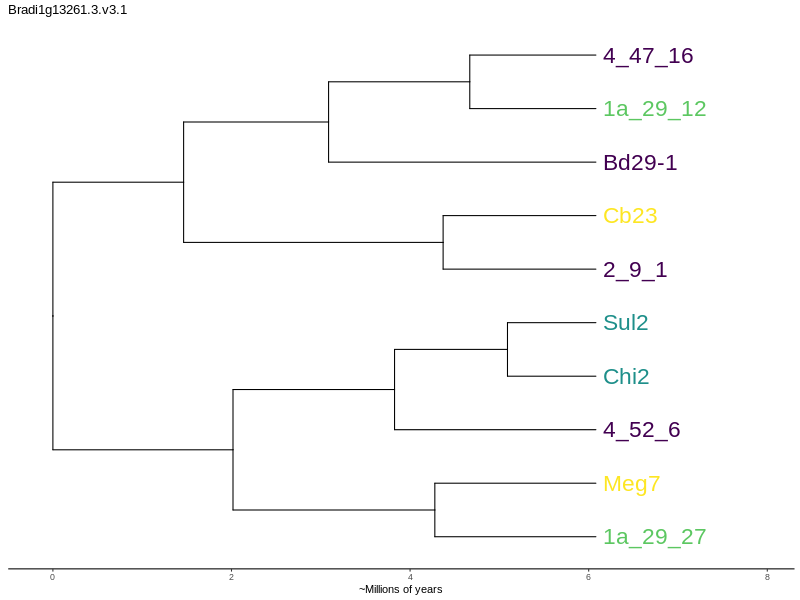 Bradi1g13261.3.v3.1
4_47_16
1a_29_12
Bd29-1
Cb23
2_9_1
Sul2
Chi2
4_52_6
Meg7
1a_29_27
0 2 4 6 8
~Millions of years